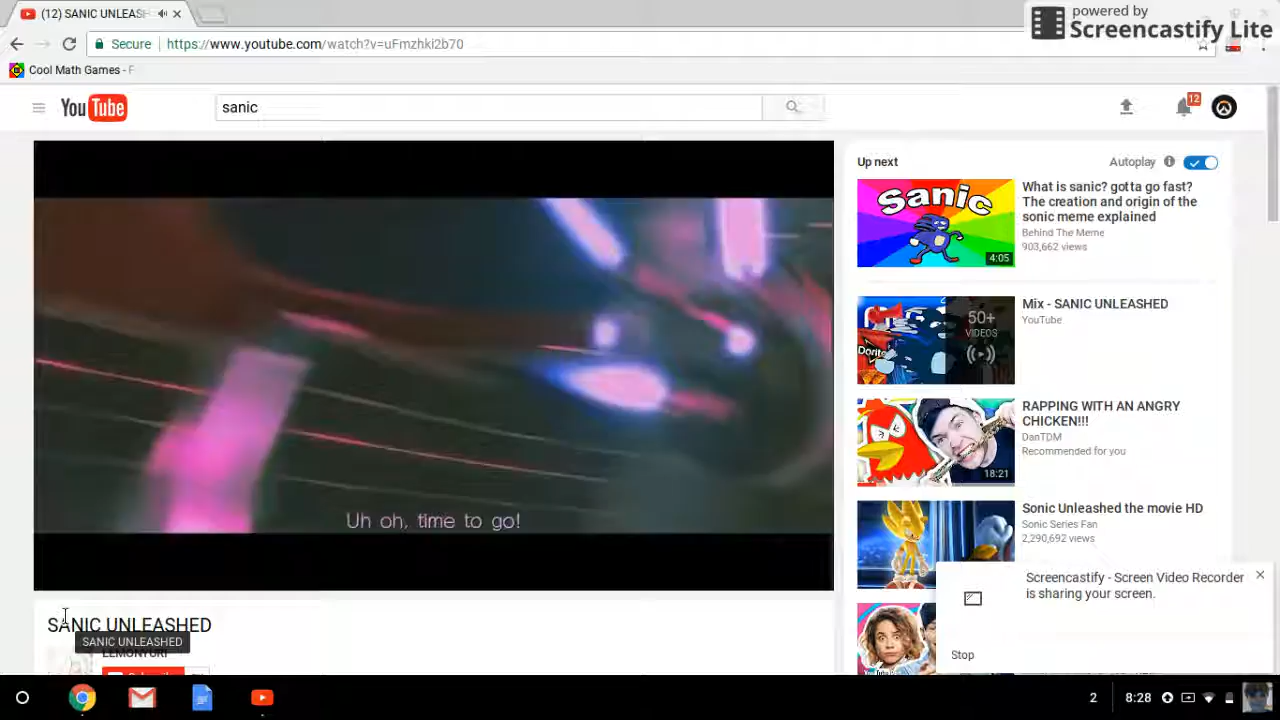 (12) SANIC UNLEASH
powered by
Screencastify Lite
Secure
https://www.youtube.com/watch?v=uFmzhki2b70
Cool Math Games - F
YouTube
sanic
12
Up next
Autoplay
Sanic
4:05
What is sanic? gotta go fast?
The creation and origin of the
sonic meme explained
Behind The Meme
903,662 views
50+
VIDEOS
Mix - SANIC UNLEASHED
YouTube
18:21
RAPPING WITH AN ANGRY
CHICKEN!!!
DanTDM
Recommended for you
Sonic Unleashed the movie HD
Sonic Series Fan
2,290,692 views
Uh oh, time to go!
Screencastify - Screen Video Recorder
is sharing your screen.
Stop
SANIC UNLEASHED
SANIC UNLEASHED
LEMONYURI
2
8:28